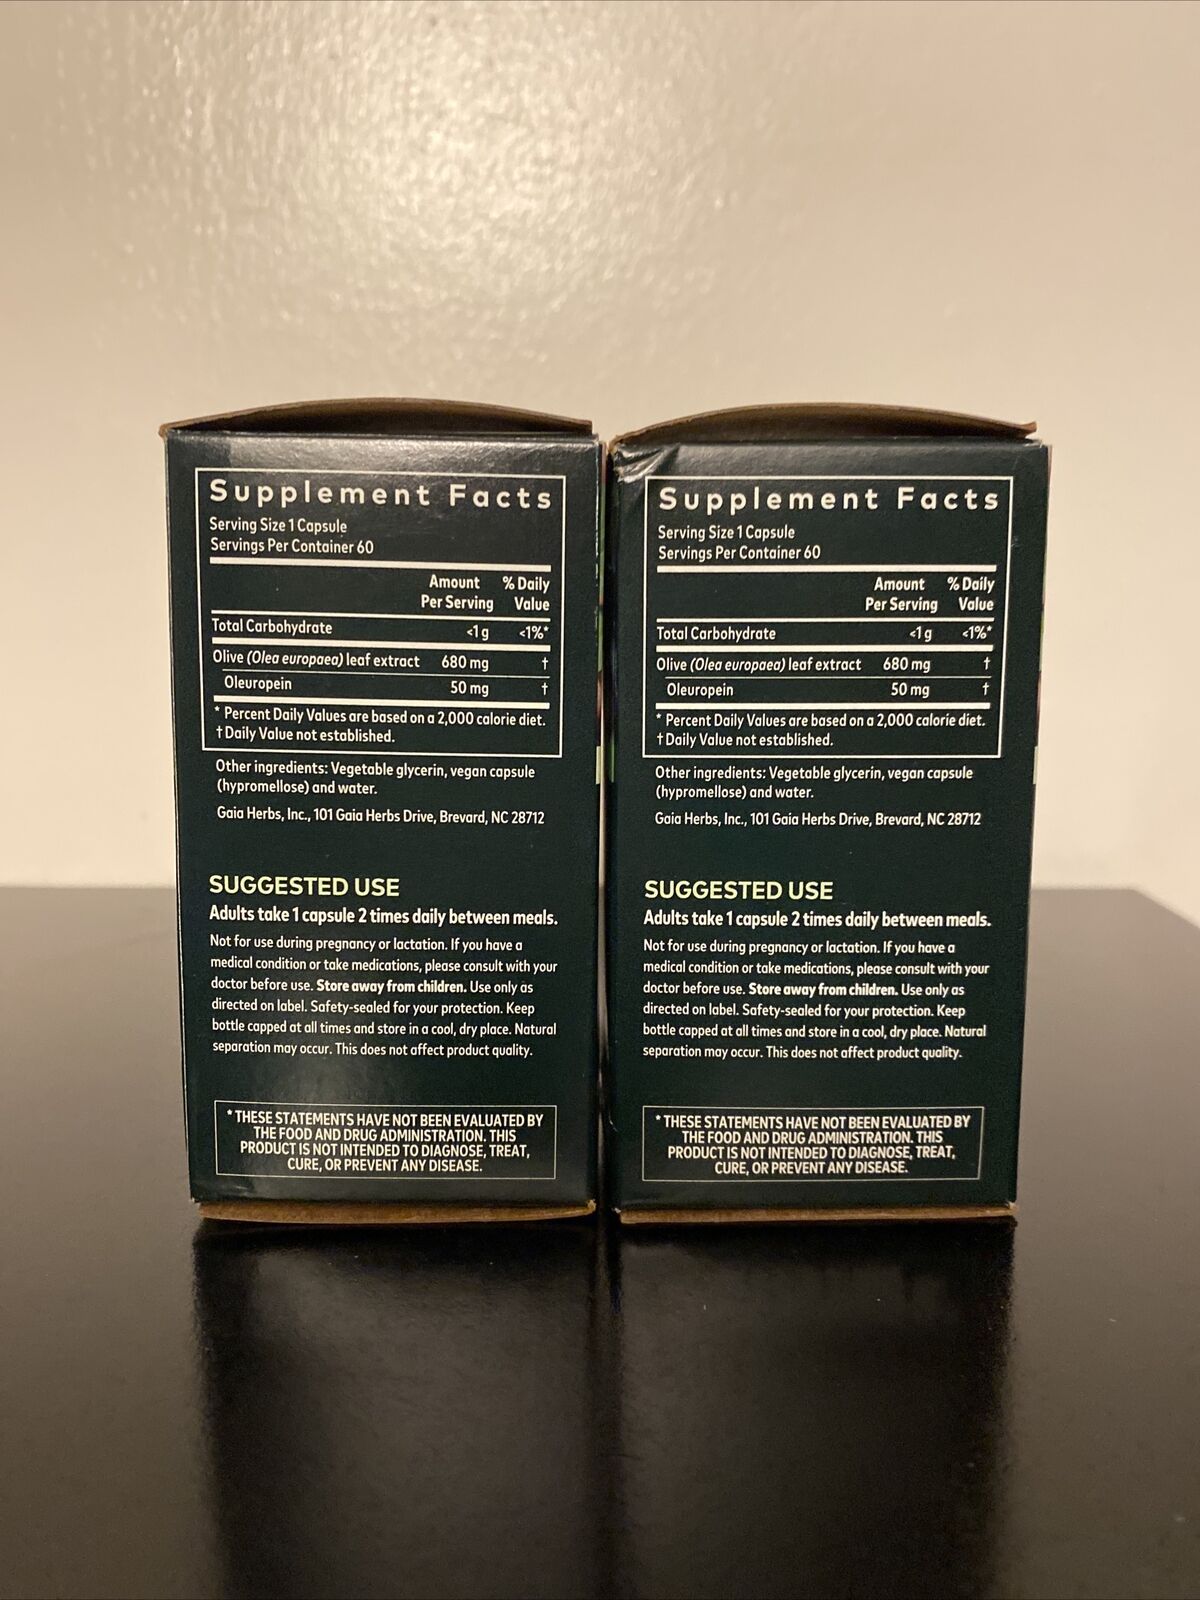 Supplement Facts
Serving Size 1 Capsule
Servings Per Container 60
Amount % Daily
Per Serving Value
Total Carbohydrate <1 g <1%*
Olive (Olea europaea) leaf extract 680 mg †
Oleuropein 50 mg †
* Percent Daily Values are based on a 2,000 calorie diet.
† Daily Value not established.
Other ingredients: Vegetable glycerin, vegan capsule
(hypromellose) and water.
Gaia Herbs, Inc., 101 Gaia Herbs Drive, Brevard, NC 28712
SUGGESTED USE
Adults take 1 capsule 2 times daily between meals.
Not for use during pregnancy or lactation. If you have a
medical condition or take medications, please consult with your
doctor before use. Store away from children. Use only as
directed on label. Safety-sealed for your protection. Keep
bottle capped at all times and store in a cool, dry place. Natural
separation may occur. This does not affect product quality.
* THESE STATEMENTS HAVE NOT BEEN EVALUATED BY
THE FOOD AND DRUG ADMINISTRATION. THIS
PRODUCT IS NOT INTENDED TO DIAGNOSE, TREAT,
CURE, OR PREVENT ANY DISEASE.
Supplement Facts
Serving Size 1 Capsule
Servings Per Container 60
Amount % Daily
Per Serving Value
Total Carbohydrate <1 g <1%*
Olive (Olea europaea) leaf extract 680 mg †
Oleuropein 50 mg †
* Percent Daily Values are based on a 2,000 calorie diet.
† Daily Value not established.
Other ingredients: Vegetable glycerin, vegan capsule
(hypromellose) and water.
Gaia Herbs, Inc., 101 Gaia Herbs Drive, Brevard, NC 28712
SUGGESTED USE
Adults take 1 capsule 2 times daily between meals.
Not for use during pregnancy or lactation. If you have a
medical condition or take medications, please consult with your
doctor before use. Store away from children. Use only as
directed on label. Safety-sealed for your protection. Keep
bottle capped at all times and store in a cool, dry place. Natural
separation may occur. This does not affect product quality.
* THESE STATEMENTS HAVE NOT BEEN EVALUATED BY
THE FOOD AND DRUG ADMINISTRATION. THIS
PRODUCT IS NOT INTENDED TO DIAGNOSE, TREAT,
CURE, OR PREVENT ANY DISEASE.